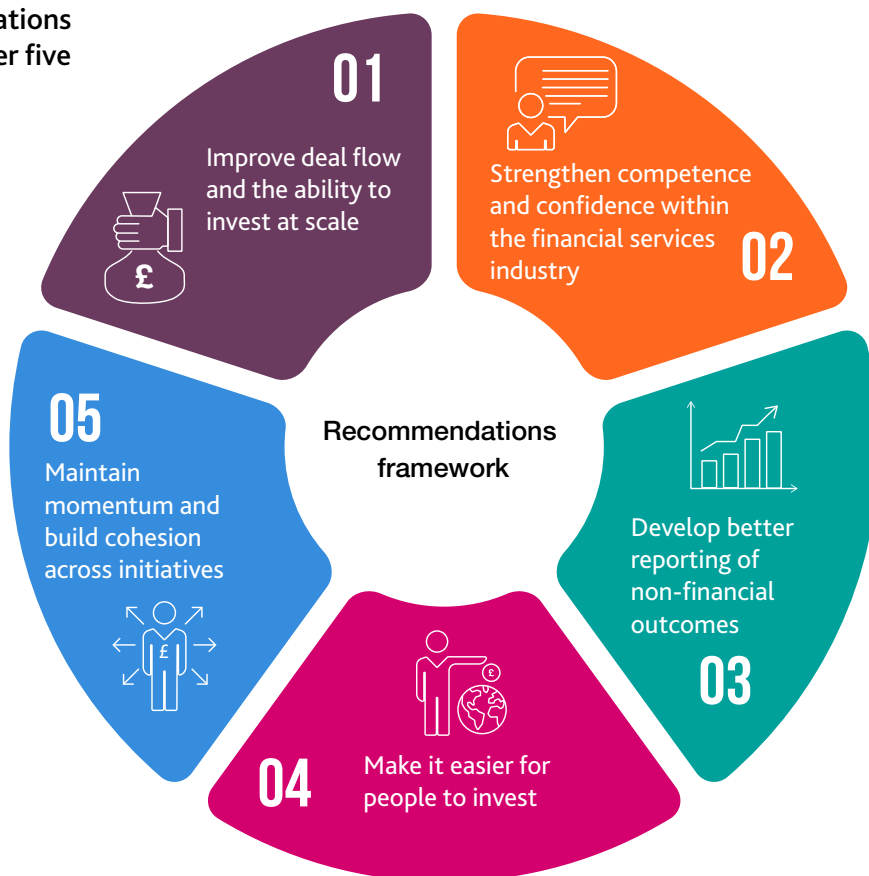 ations
er five
01
Improve deal flow
and the ability to
invest at scale
£
Strengthen competence
and confidence within
the financial services
industry
02
Develop better
reporting of
non-financial
outcomes
03
£
Make it easier for
people to invest
04
05
Maintain
momentum and
build cohesion
across initiatives
£
Recommendations
framework